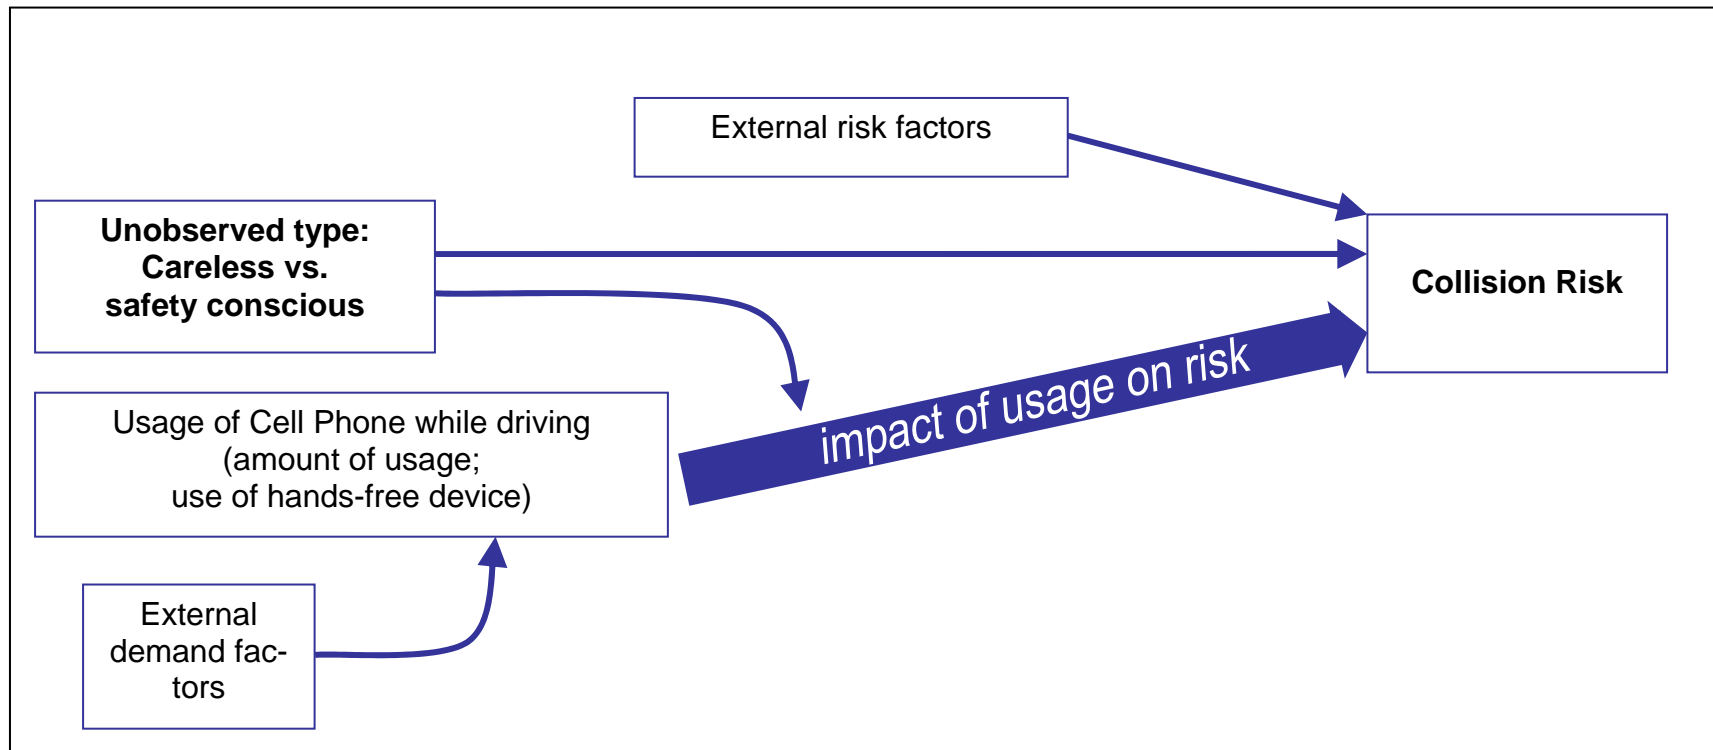 External risk factors
Unobserved type:
Careless vs.
safety conscious
Collision Risk
impact of usage on risk
Usage of Cell Phone while driving
(amount of usage;
use of hands-free device)
External
demand fac-
tors